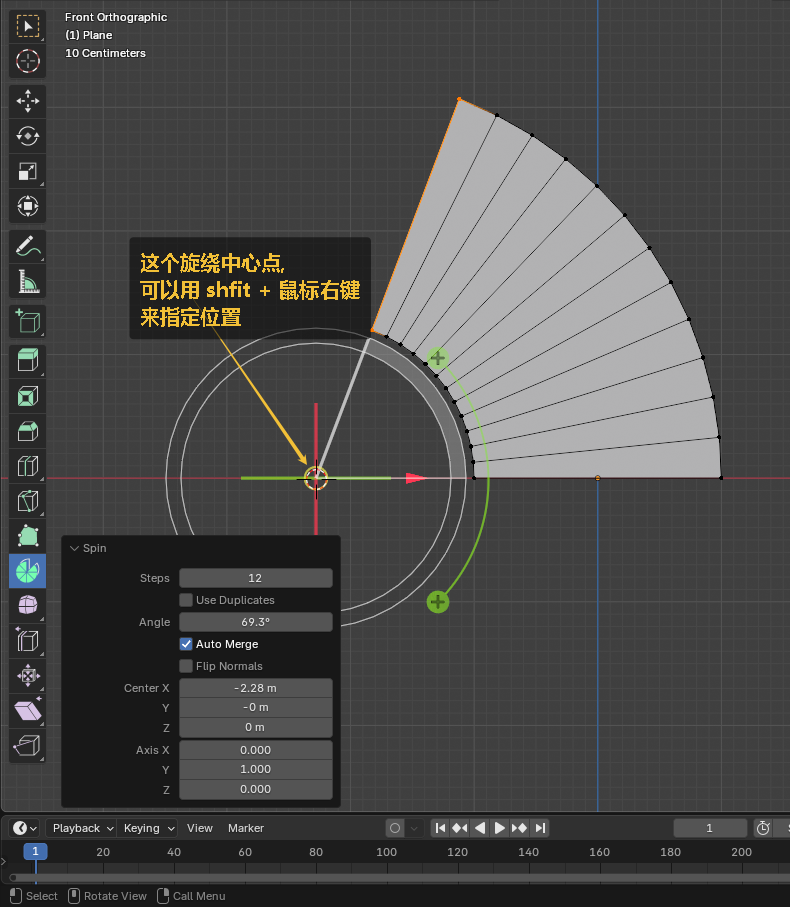 Front Orthographic
(1) Plane
10 Centimeters
这个旋绕中心点,
可以用 shfit + 鼠标右键
来指定位置
Spin
Steps 12
Use Duplicates
Angle 69.3°
Auto Merge
Flip Normals
Center X -2.28 m
Y -0 m
Z 0 m
Axis X 0.000
Y 1.000
Z 0.000
Playback Keying View Marker 1
1 20 40 60 80 100 120 140 160 180 200
Select Rotate View Call Menu